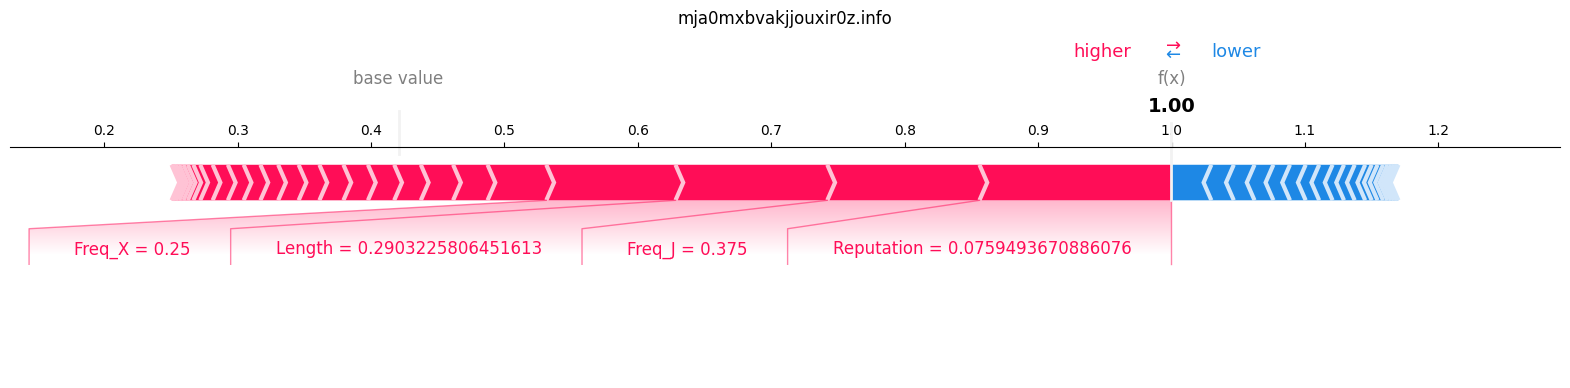 mja0mxbvakjjouxir0z.info
higher ⇄ lower
base value f(x)
1.00
0.2 0.3 0.4 0.5 0.6 0.7 0.8 0.9 1.0 1.1 1.2
Freq_X = 0.25 Length = 0.2903225806451613 Freq_J = 0.375 Reputation = 0.0759493670886076